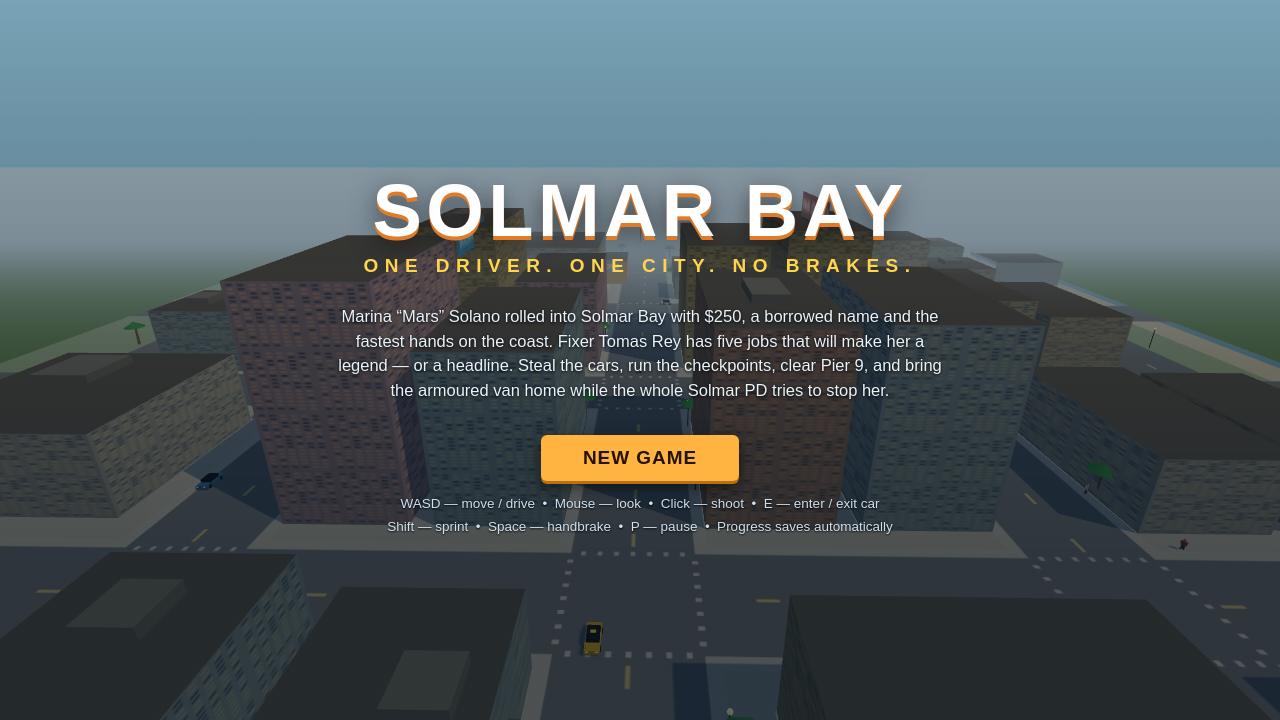 SOLMAR BAY
ONE DRIVER. ONE CITY. NO BRAKES.
Marina “Mars” Solano rolled into Solmar Bay with $250, a borrowed name and the
fastest hands on the coast. Fixer Tomas Rey has five jobs that will make her a
legend — or a headline. Steal the cars, run the checkpoints, clear Pier 9, and bring
the armoured van home while the whole Solmar PD tries to stop her.
NEW GAME
WASD — move / drive • Mouse — look • Click — shoot • E — enter / exit car
Shift — sprint • Space — handbrake • P — pause • Progress saves automatically